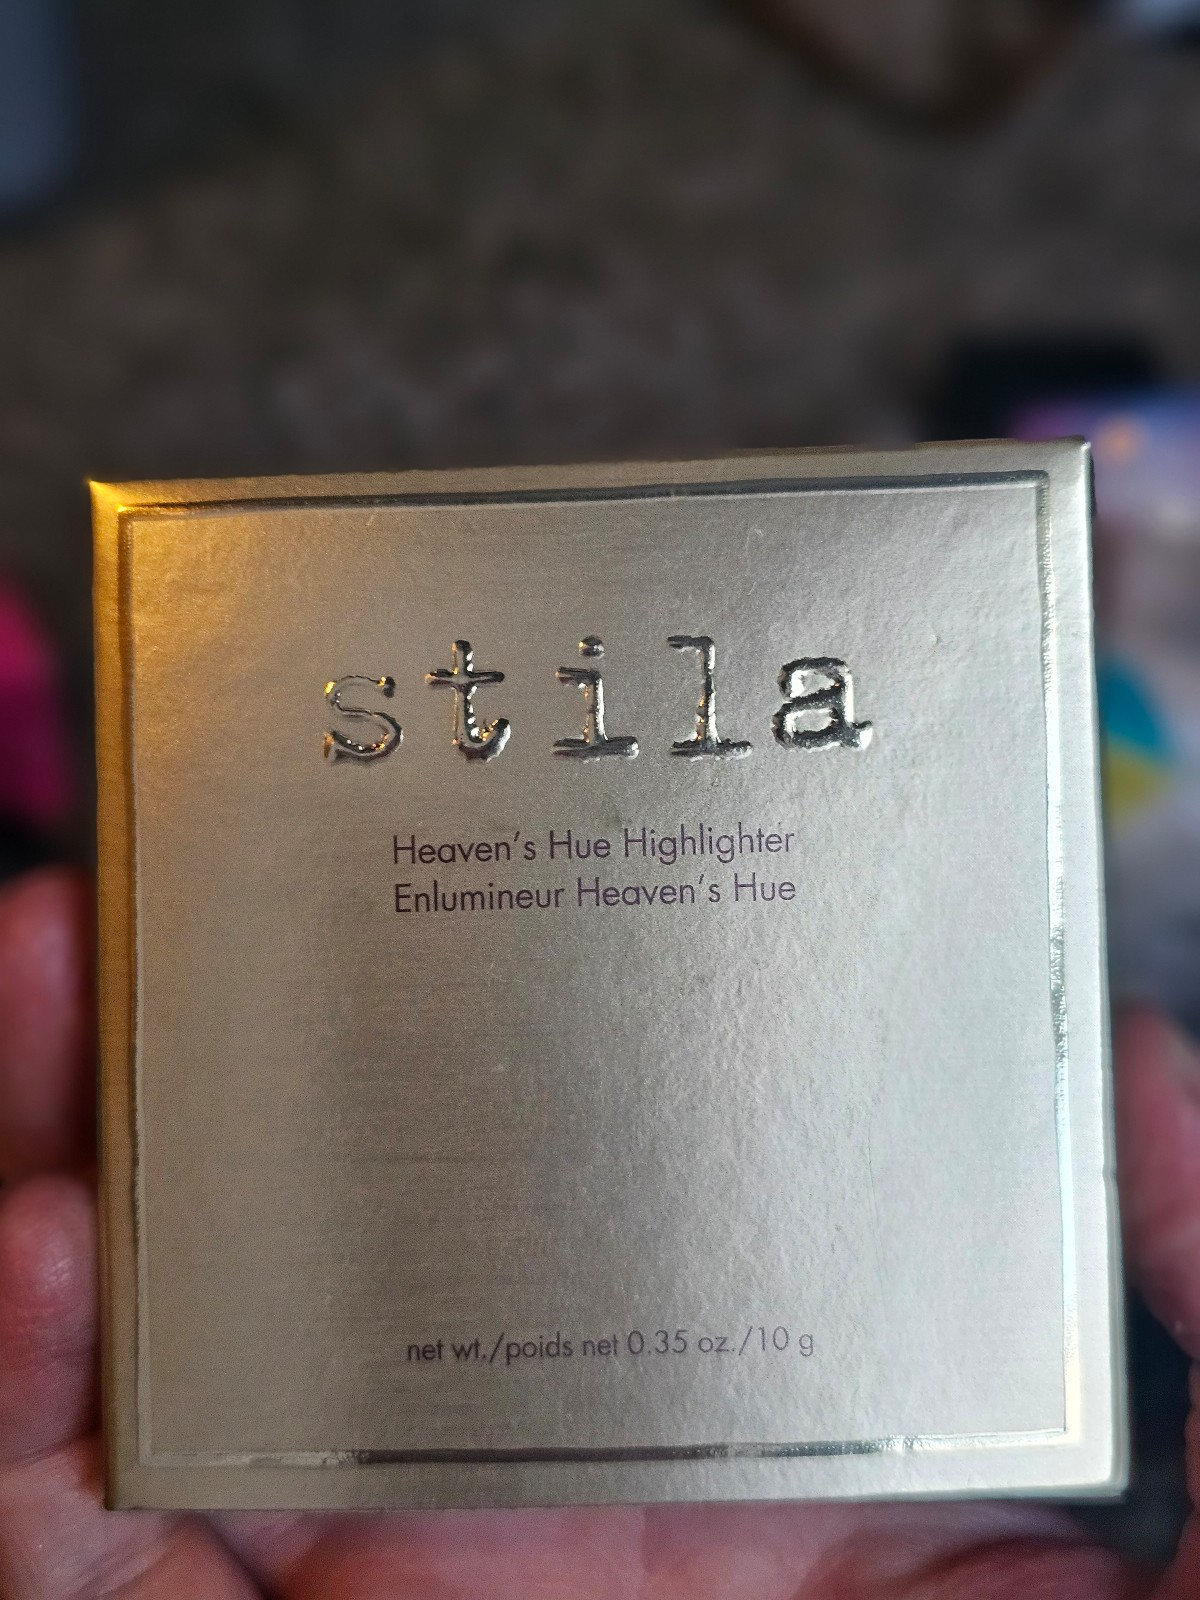 stila
Heaven's Hue Highlighter
Enlumineur Heaven's Hue
net wt./poids net 0.35 oz./10 g